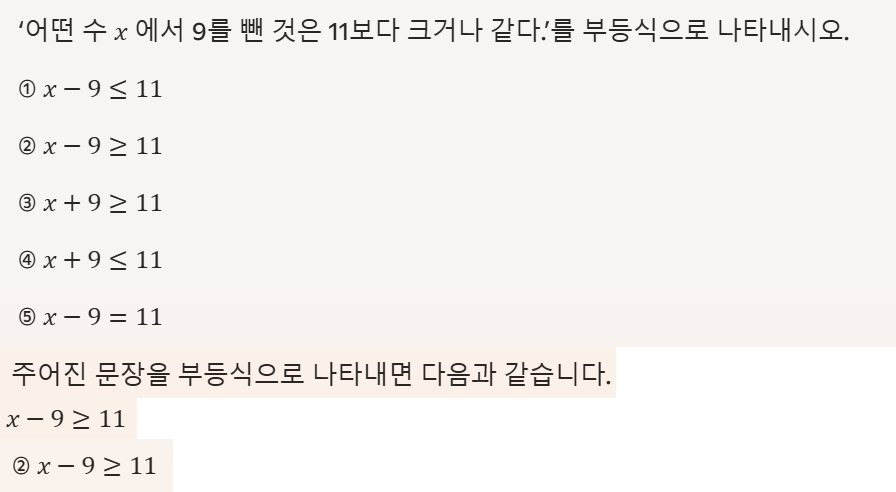 ‘어떤 수 x 에서 9를 뺀 것은 11보다 크거나 같다.’를 부등식으로 나타내시오.
① x − 9 ≤ 11
② x − 9 ≥ 11
③ x + 9 ≥ 11
④ x + 9 ≤ 11
⑤ x − 9 = 11
주어진 문장을 부등식으로 나타내면 다음과 같습니다.
x − 9 ≥ 11
② x − 9 ≥ 11